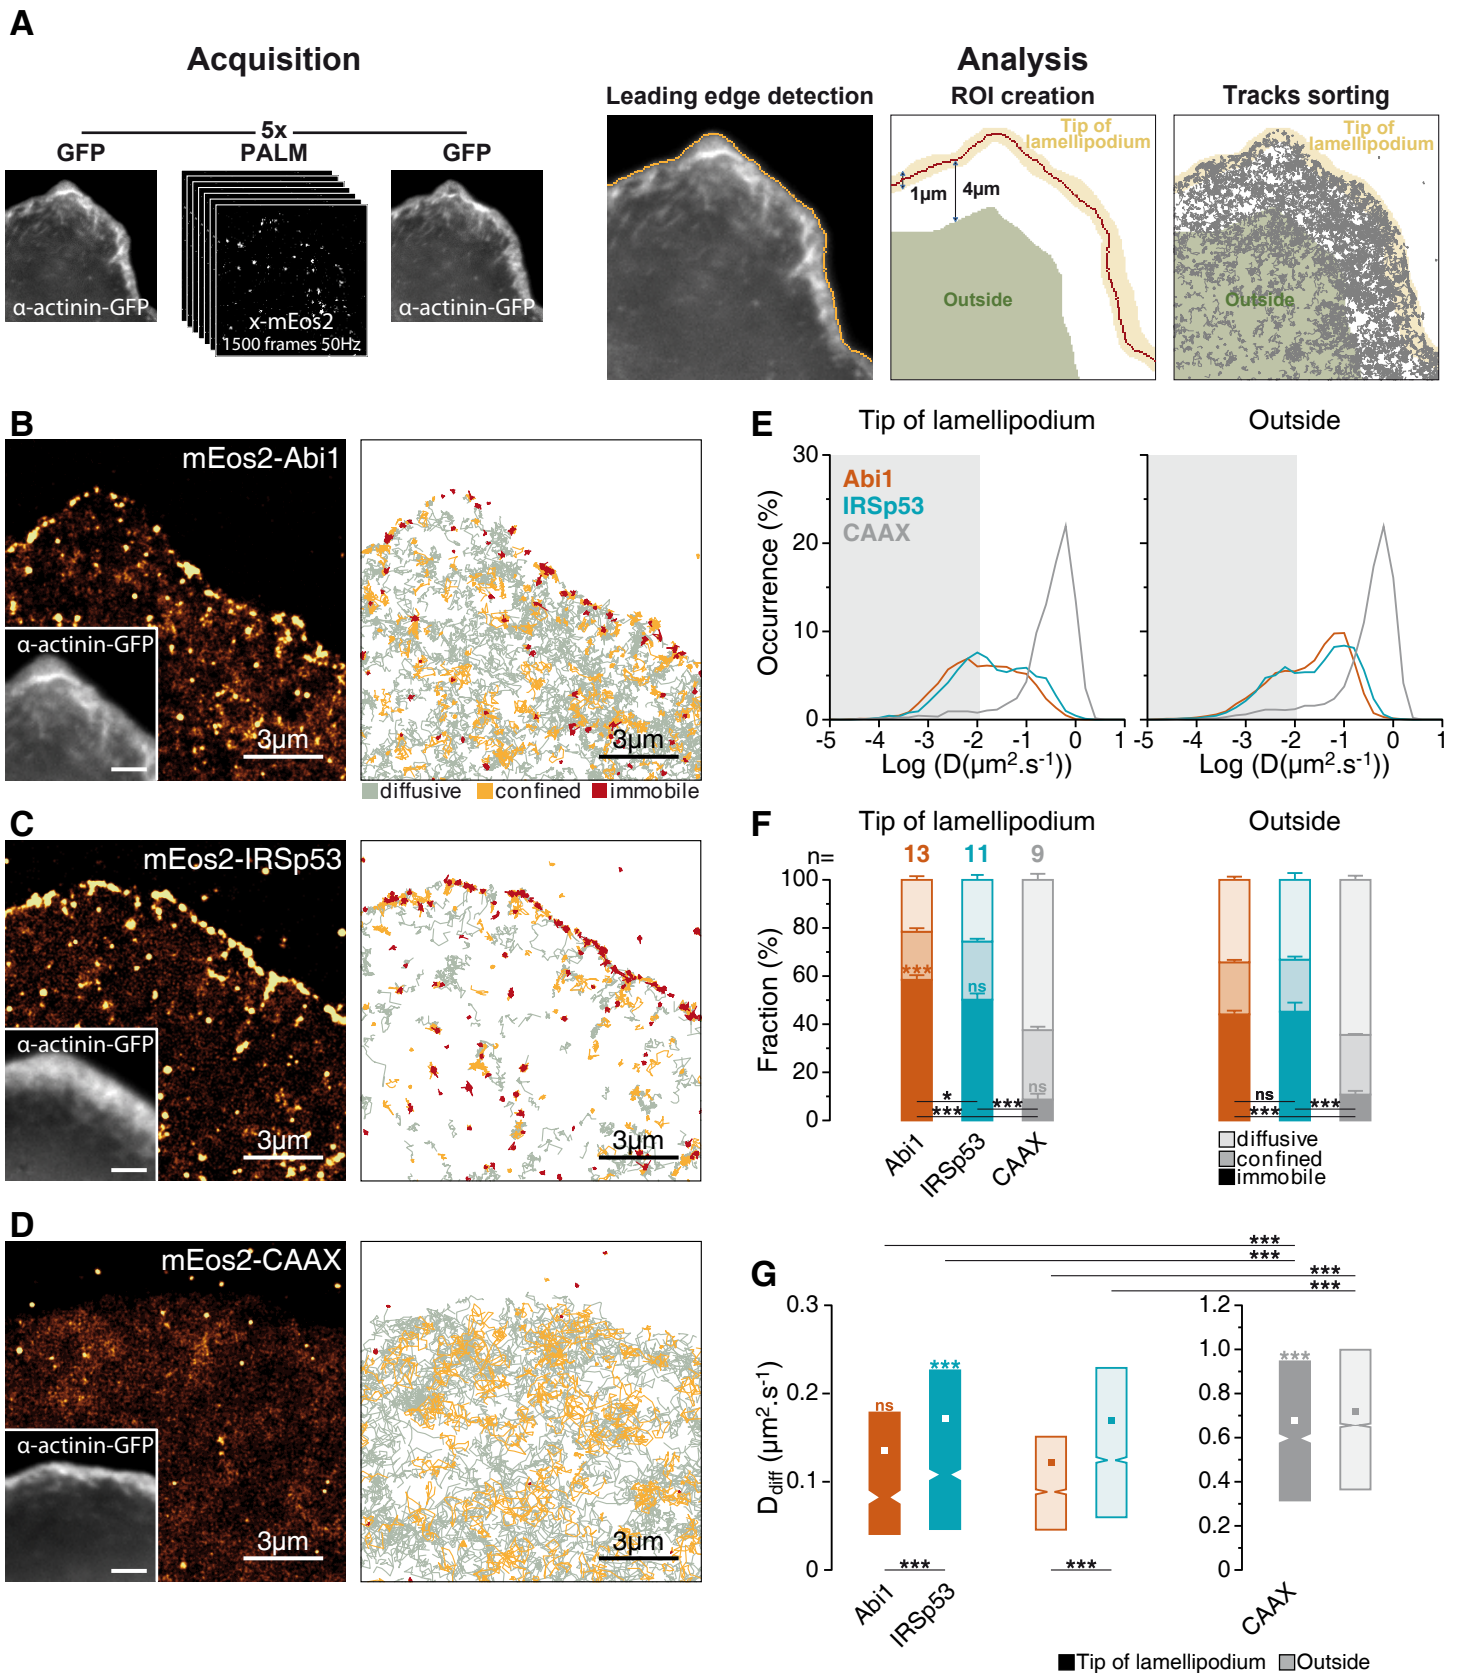 A
Acquisition
Analysis
5x
GFP
PALM
GFP
α-actinin-GFP
x-mEos2
1500 frames 50Hz
α-actinin-GFP
Leading edge detection
ROI creation
Tracks sorting
Tip of
lamellipodium
1µm
4µm
Outside
Tip of
lamellipodium
Outside
B
mEos2-Abi1
α-actinin-GFP
3µm
3µm
diffusive confined immobile
C
mEos2-IRSp53
α-actinin-GFP
3µm
3µm
D
mEos2-CAAX
α-actinin-GFP
3µm
3µm
E
Tip of lamellipodium
Outside
Occurrence (%)
30
20
10
0
Abi1
IRSp53
CAAX
-5 -4 -3 -2 -1 0 1
Log (D(µm².s⁻¹))
-5 -4 -3 -2 -1 0 1
Log (D(µm².s⁻¹))
F
Tip of lamellipodium
Outside
n= 13 11 9
Fraction (%)
100
80
60
40
20
0
***
ns
ns
*
***
***
ns
***
***
Abi1
IRSp53
CAAX
diffusive
confined
immobile
G
***
***
***
***
D diff (µm².s⁻¹)
0.3
0.2
0.1
0
ns
***
***
***
1.2
1.0
0.8
0.6
0.4
0.2
0
***
Abi1
IRSp53
CAAX
Tip of lamellipodium Outside